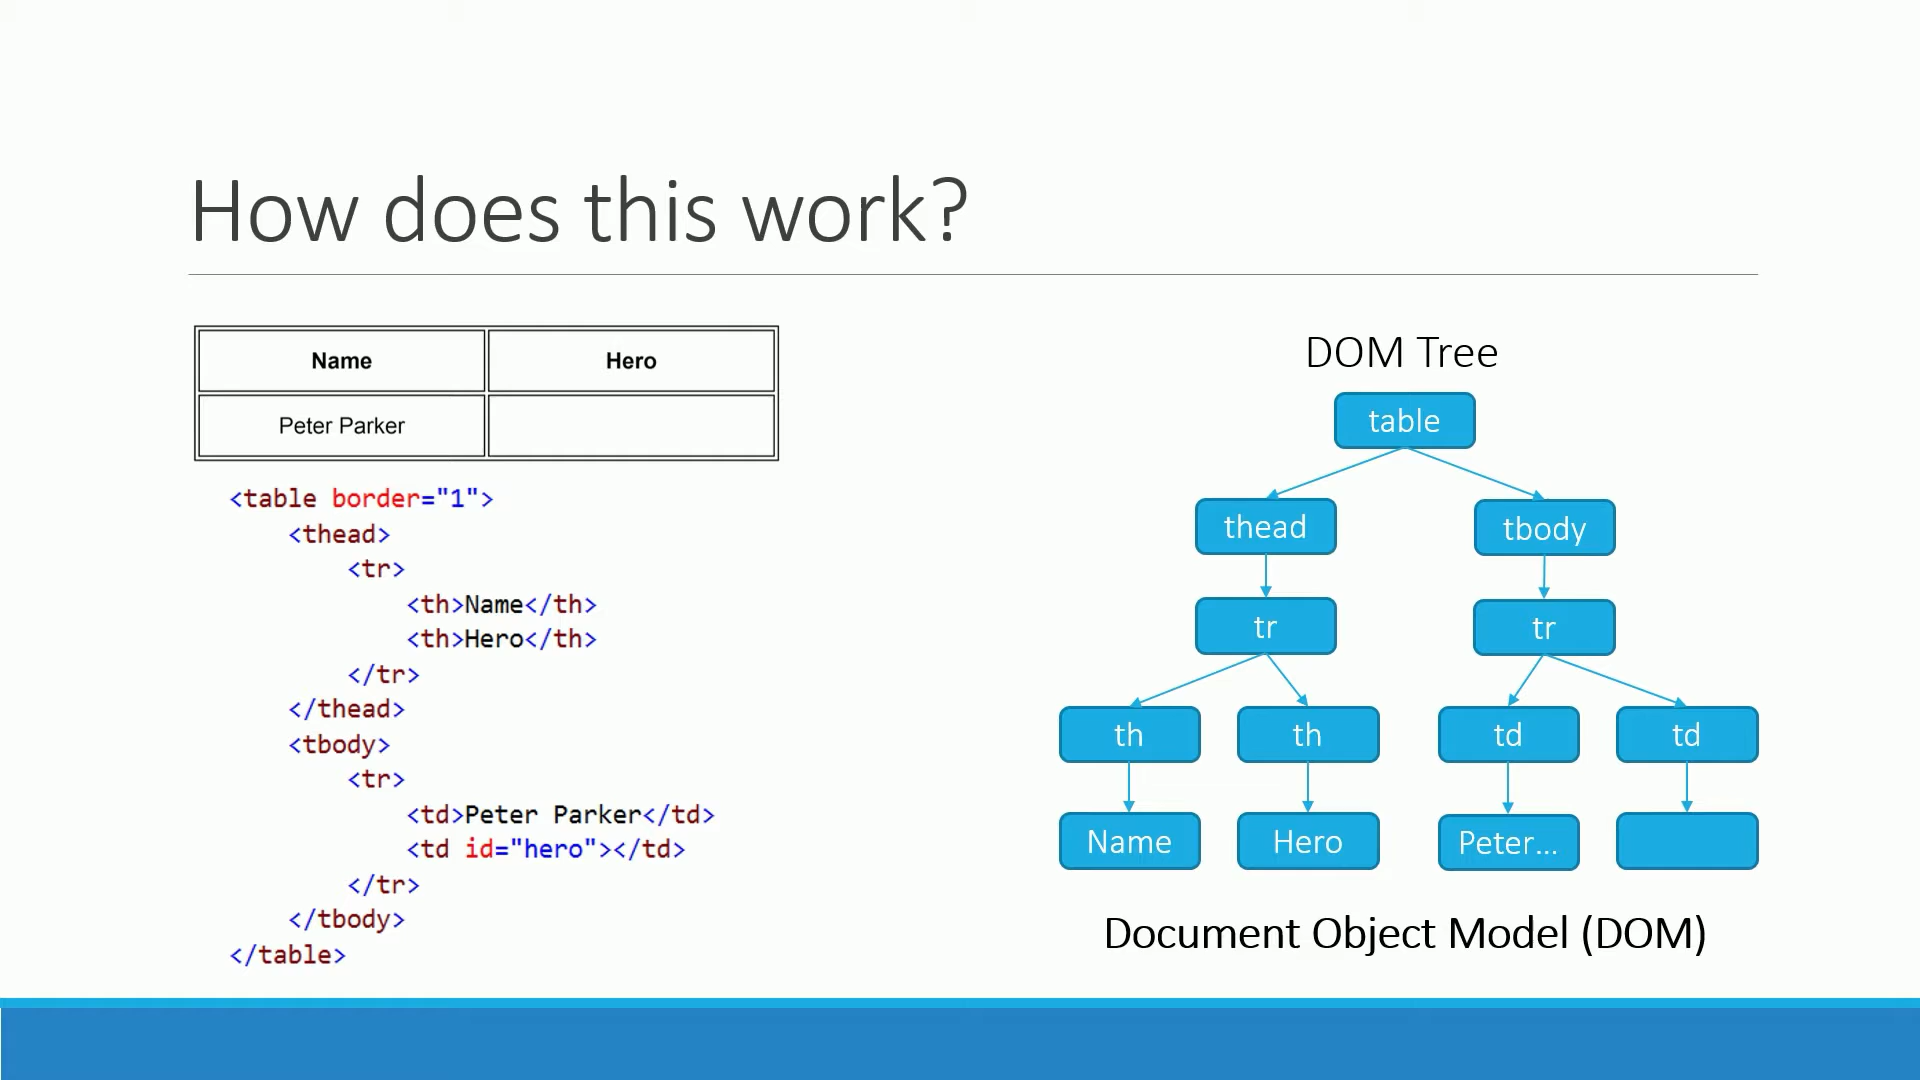 How does this work?
Name Hero
Peter Parker
<table border="1">
<thead>
<tr>
<th>Name</th>
<th>Hero</th>
</tr>
</thead>
<tbody>
<tr>
<td>Peter Parker</td>
<td id="hero"></td>
</tr>
</tbody>
</table>
DOM Tree
table
thead tbody
tr tr
th th td td
Name Hero Peter...
Document Object Model (DOM)